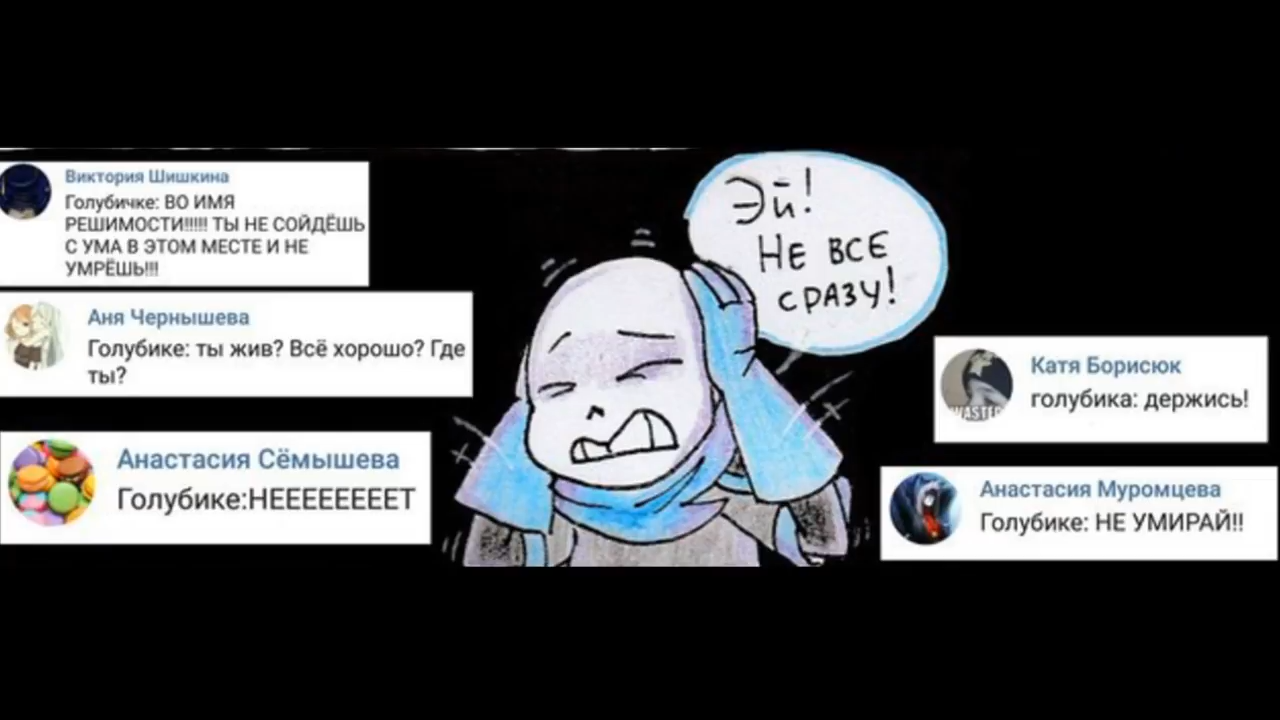 Виктория Шишкина
Голубичке: ВО ИМЯ
РЕШИМОСТИ!!!!! ТЫ НЕ СОЙДЁШЬ
С УМА В ЭТОМ МЕСТЕ И НЕ
УМРЁШЬ!!!
Аня Чернышева
Голубике: ты жив? Всё хорошо? Где
ты?
Анастасия Сёмышева
Голубике:НЕЕЕЕЕЕЕЕТ
Эй!
НЕ ВСЕ
СРАЗУ!
Катя Борисюк
голубика: держись!
WASTED
Анастасия Муромцева
Голубике: НЕ УМИРАЙ!!